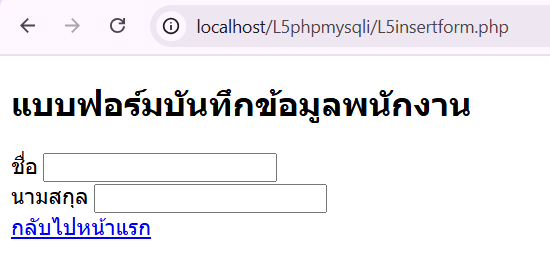 localhost/L5phpmysqli/L5insertform.php
แบบฟอร์มบันทึกข้อมูลพนักงาน
ชื่อ
นามสกุล
กลับไปหน้าแรก